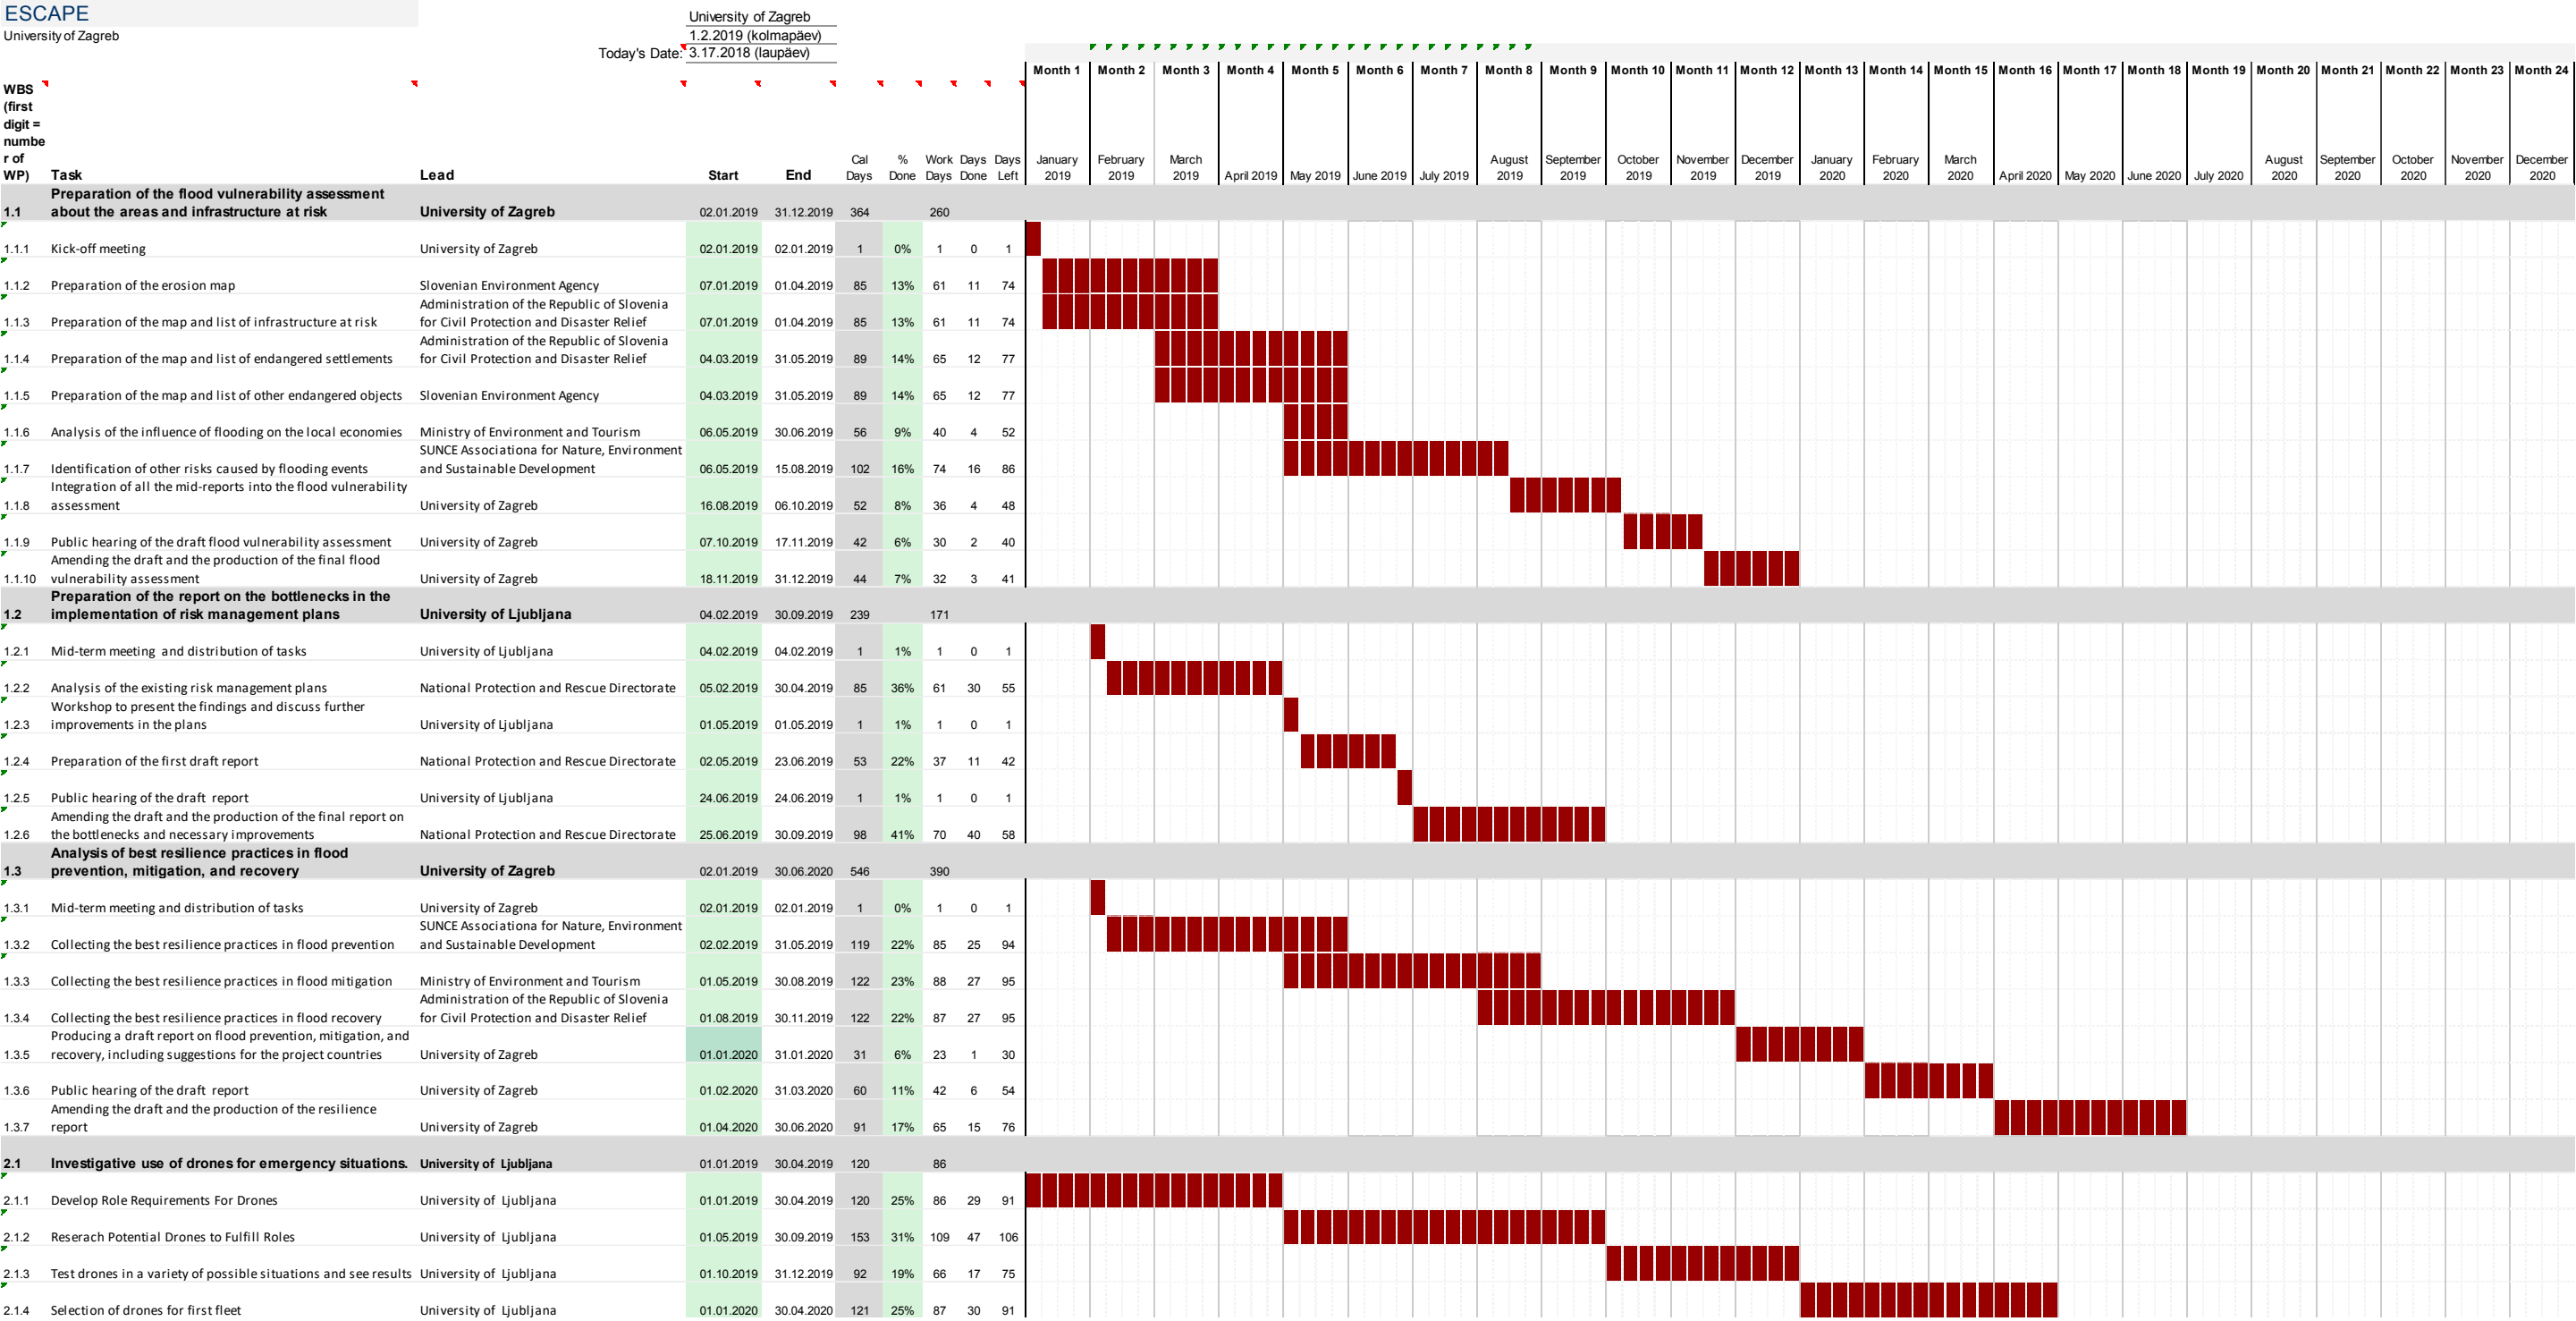 ESCAPE
University of Zagreb
University of Zagreb
1.2.2019 (kolmapäev)
Today's Date: 3.17.2018 (laupäev)
Month 1 Month 2 Month 3 Month 4 Month 5 Month 6 Month 7 Month 8 Month 9 Month 10 Month 11 Month 12 Month 13 Month 14 Month 15 Month 16 Month 17 Month 18 Month 19 Month 20 Month 21 Month 22 Month 23 Month 24
WBS
(first
digit =
numbe
r of
WP) Task Lead Start End Cal Days % Done Work Days Days Done Days Left January 2019 February 2019 March 2019 April 2019 May 2019 June 2019 July 2019 August 2019 September 2019 October 2019 November 2019 December 2019 January 2020 February 2020 March 2020 April 2020 May 2020 June 2020 July 2020 August 2020 September 2020 October 2020 November 2020 December 2020
Preparation of the flood vulnerability assessment
1.1 about the areas and infrastructure at risk University of Zagreb 02.01.2019 31.12.2019 364 260
1.1.1 Kick-off meeting University of Zagreb 02.01.2019 02.01.2019 1 0% 1 0 1
1.1.2 Preparation of the erosion map Slovenian Environment Agency 07.01.2019 01.04.2019 85 13% 61 11 74
Administration of the Republic of Slovenia
1.1.3 Preparation of the map and list of infrastructure at risk for Civil Protection and Disaster Relief 07.01.2019 01.04.2019 85 13% 61 11 74
Administration of the Republic of Slovenia
1.1.4 Preparation of the map and list of endangered settlements for Civil Protection and Disaster Relief 04.03.2019 31.05.2019 89 14% 65 12 77
1.1.5 Preparation of the map and list of other endangered objects Slovenian Environment Agency 04.03.2019 31.05.2019 89 14% 65 12 77
1.1.6 Analysis of the influence of flooding on the local economies Ministry of Environment and Tourism 06.05.2019 30.06.2019 56 9% 40 4 52
SUNCE Associationa for Nature, Environment
1.1.7 Identification of other risks caused by flooding events and Sustainable Development 06.05.2019 15.08.2019 102 16% 74 16 86
Integration of all the mid-reports into the flood vulnerability
1.1.8 assessment University of Zagreb 16.08.2019 06.10.2019 52 8% 36 4 48
1.1.9 Public hearing of the draft flood vulnerability assessment University of Zagreb 07.10.2019 17.11.2019 42 6% 30 2 40
Amending the draft and the production of the final flood
1.1.10 vulnerability assessment University of Zagreb 18.11.2019 31.12.2019 44 7% 32 3 41
Preparation of the report on the bottlenecks in the
1.2 implementation of risk management plans University of Ljubljana 04.02.2019 30.09.2019 239 171
1.2.1 Mid-term meeting and distribution of tasks University of Ljubljana 04.02.2019 04.02.2019 1 1% 1 0 1
1.2.2 Analysis of the existing risk management plans National Protection and Rescue Directorate 05.02.2019 30.04.2019 85 36% 61 30 55
Workshop to present the findings and discuss further
1.2.3 improvements in the plans University of Ljubljana 01.05.2019 01.05.2019 1 1% 1 0 1
1.2.4 Preparation of the first draft report National Protection and Rescue Directorate 02.05.2019 23.06.2019 53 22% 37 11 42
1.2.5 Public hearing of the draft report University of Ljubljana 24.06.2019 24.06.2019 1 1% 1 0 1
Amending the draft and the production of the final report on
1.2.6 the bottlenecks and necessary improvements National Protection and Rescue Directorate 25.06.2019 30.09.2019 98 41% 70 40 58
Analysis of best resilience practices in flood
1.3 prevention, mitigation, and recovery University of Zagreb 02.01.2019 30.06.2020 546 390
1.3.1 Mid-term meeting and distribution of tasks University of Zagreb 02.01.2019 02.01.2019 1 0% 1 0 1
SUNCE Associationa for Nature, Environment
1.3.2 Collecting the best resilience practices in flood prevention and Sustainable Development 02.02.2019 31.05.2019 119 22% 85 25 94
1.3.3 Collecting the best resilience practices in flood mitigation Ministry of Environment and Tourism 01.05.2019 30.08.2019 122 23% 88 27 95
Administration of the Republic of Slovenia
1.3.4 Collecting the best resilience practices in flood recovery for Civil Protection and Disaster Relief 01.08.2019 30.11.2019 122 22% 87 27 95
Producing a draft report on flood prevention, mitigation, and
1.3.5 recovery, including suggestions for the project countries University of Zagreb 01.01.2020 31.01.2020 31 6% 23 1 30
1.3.6 Public hearing of the draft report University of Zagreb 01.02.2020 31.03.2020 60 11% 42 6 54
Amending the draft and the production of the resilience
1.3.7 report University of Zagreb 01.04.2020 30.06.2020 91 17% 65 15 76
2.1 Investigative use of drones for emergency situations. University of Ljubljana 01.01.2019 30.04.2019 120 86
2.1.1 Develop Role Requirements For Drones University of Ljubljana 01.01.2019 30.04.2019 120 25% 86 29 91
2.1.2 Reserach Potential Drones to Fulfill Roles University of Ljubljana 01.05.2019 30.09.2019 153 31% 109 47 106
2.1.3 Test drones in a variety of possible situations and see results University of Ljubljana 01.10.2019 31.12.2019 92 19% 66 17 75
2.1.4 Selection of drones for first fleet University of Ljubljana 01.01.2020 30.04.2020 121 25% 87 30 91